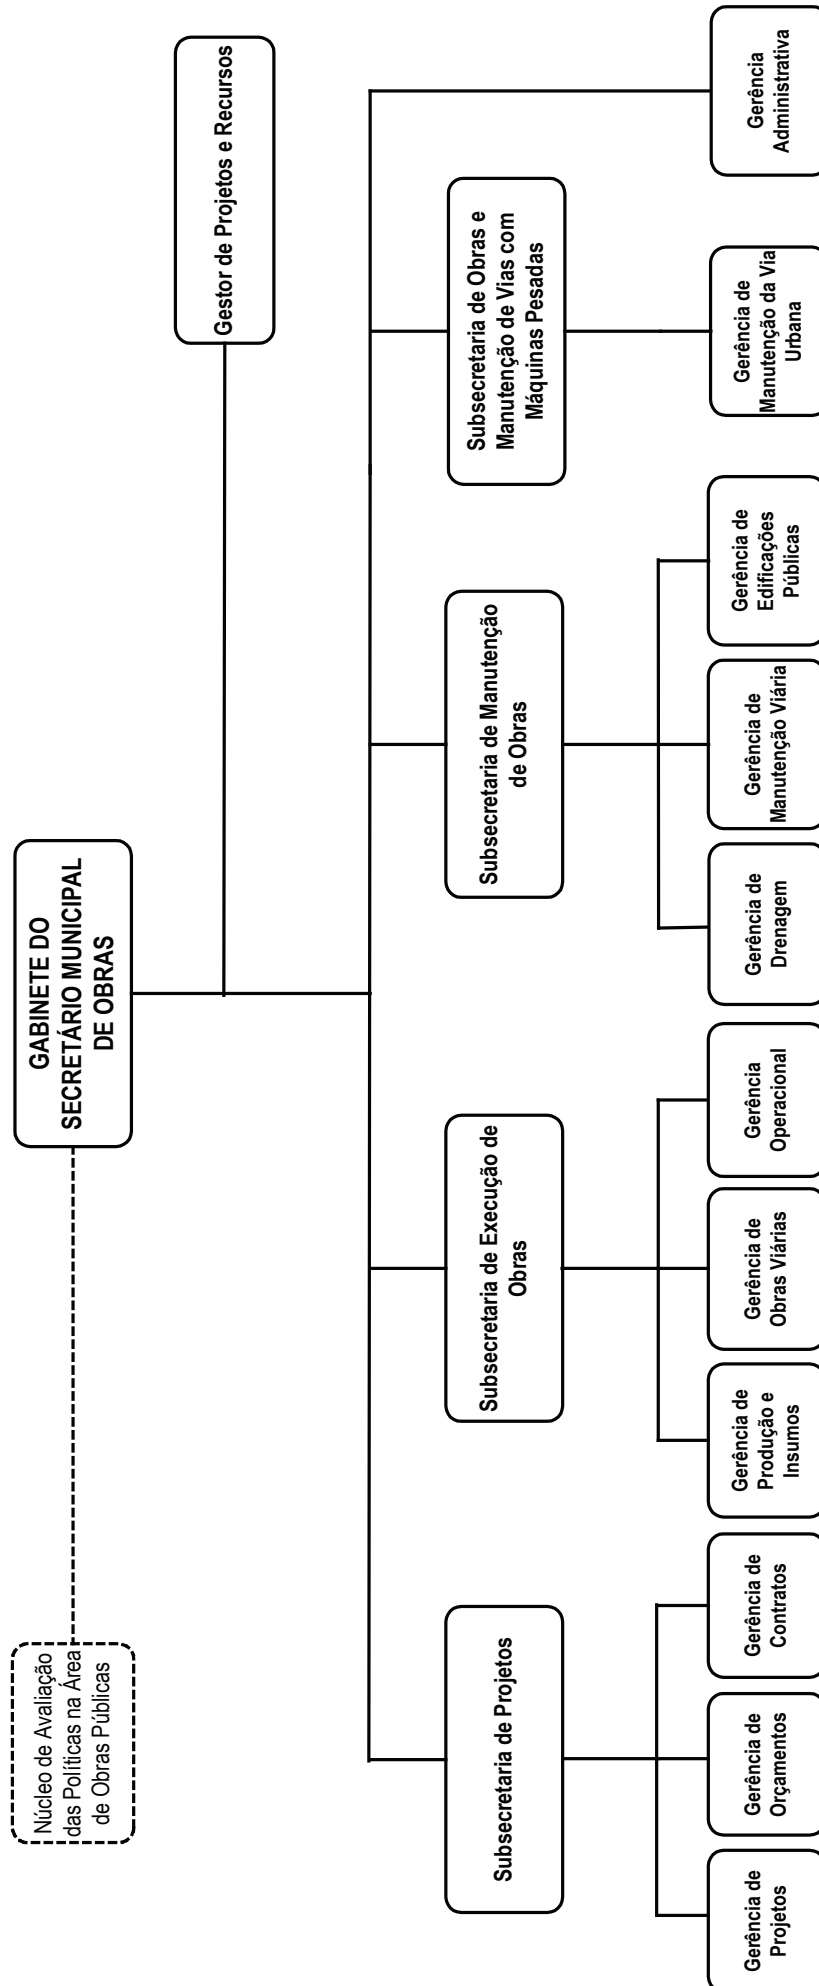 Núcleo de Avaliação
das Políticas na Área
de Obras Públicas
GABINETE DO
SECRETÁRIO MUNICIPAL
DE OBRAS
Gestor de Projetos e Recursos
Subsecretaria de Projetos
Subsecretaria de Execução de
Obras
Subsecretaria de Manutenção
de Obras
Subsecretaria de Obras e
Manutenção de Vias com
Máquinas Pesadas
Gerência de
Projetos
Gerência de
Orçamentos
Gerência de
Contratos
Gerência de
Produção e
Insumos
Gerência de
Obras Viárias
Gerência
Operacional
Gerência de
Drenagem
Gerência de
Manutenção Viária
Gerência de
Edificações
Públicas
Gerência de
Manutenção da Via
Urbana
Gerência
Administrativa